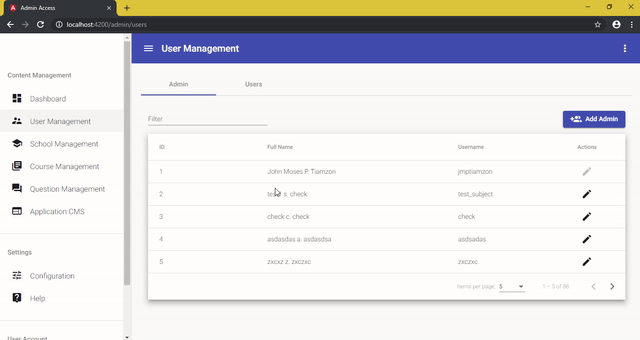 Admin Access
localhost:4200/admin/users
User Management
Content Management
Dashboard
User Management
School Management
Course Management
Question Management
Application CMS
Settings
Configuration
Help
User Account
Admin Users
Filter
Add Admin
ID Full Name Username Actions
1 John Moses P. Tiamzon jmptiamzon
2 s. check test_subject
3 check c. check check
4 asdasdas a. asdasdsa asdsadas
5 zxcxz z. zxczxc zxczxc
Items per page: 5 1 – 5 of 88